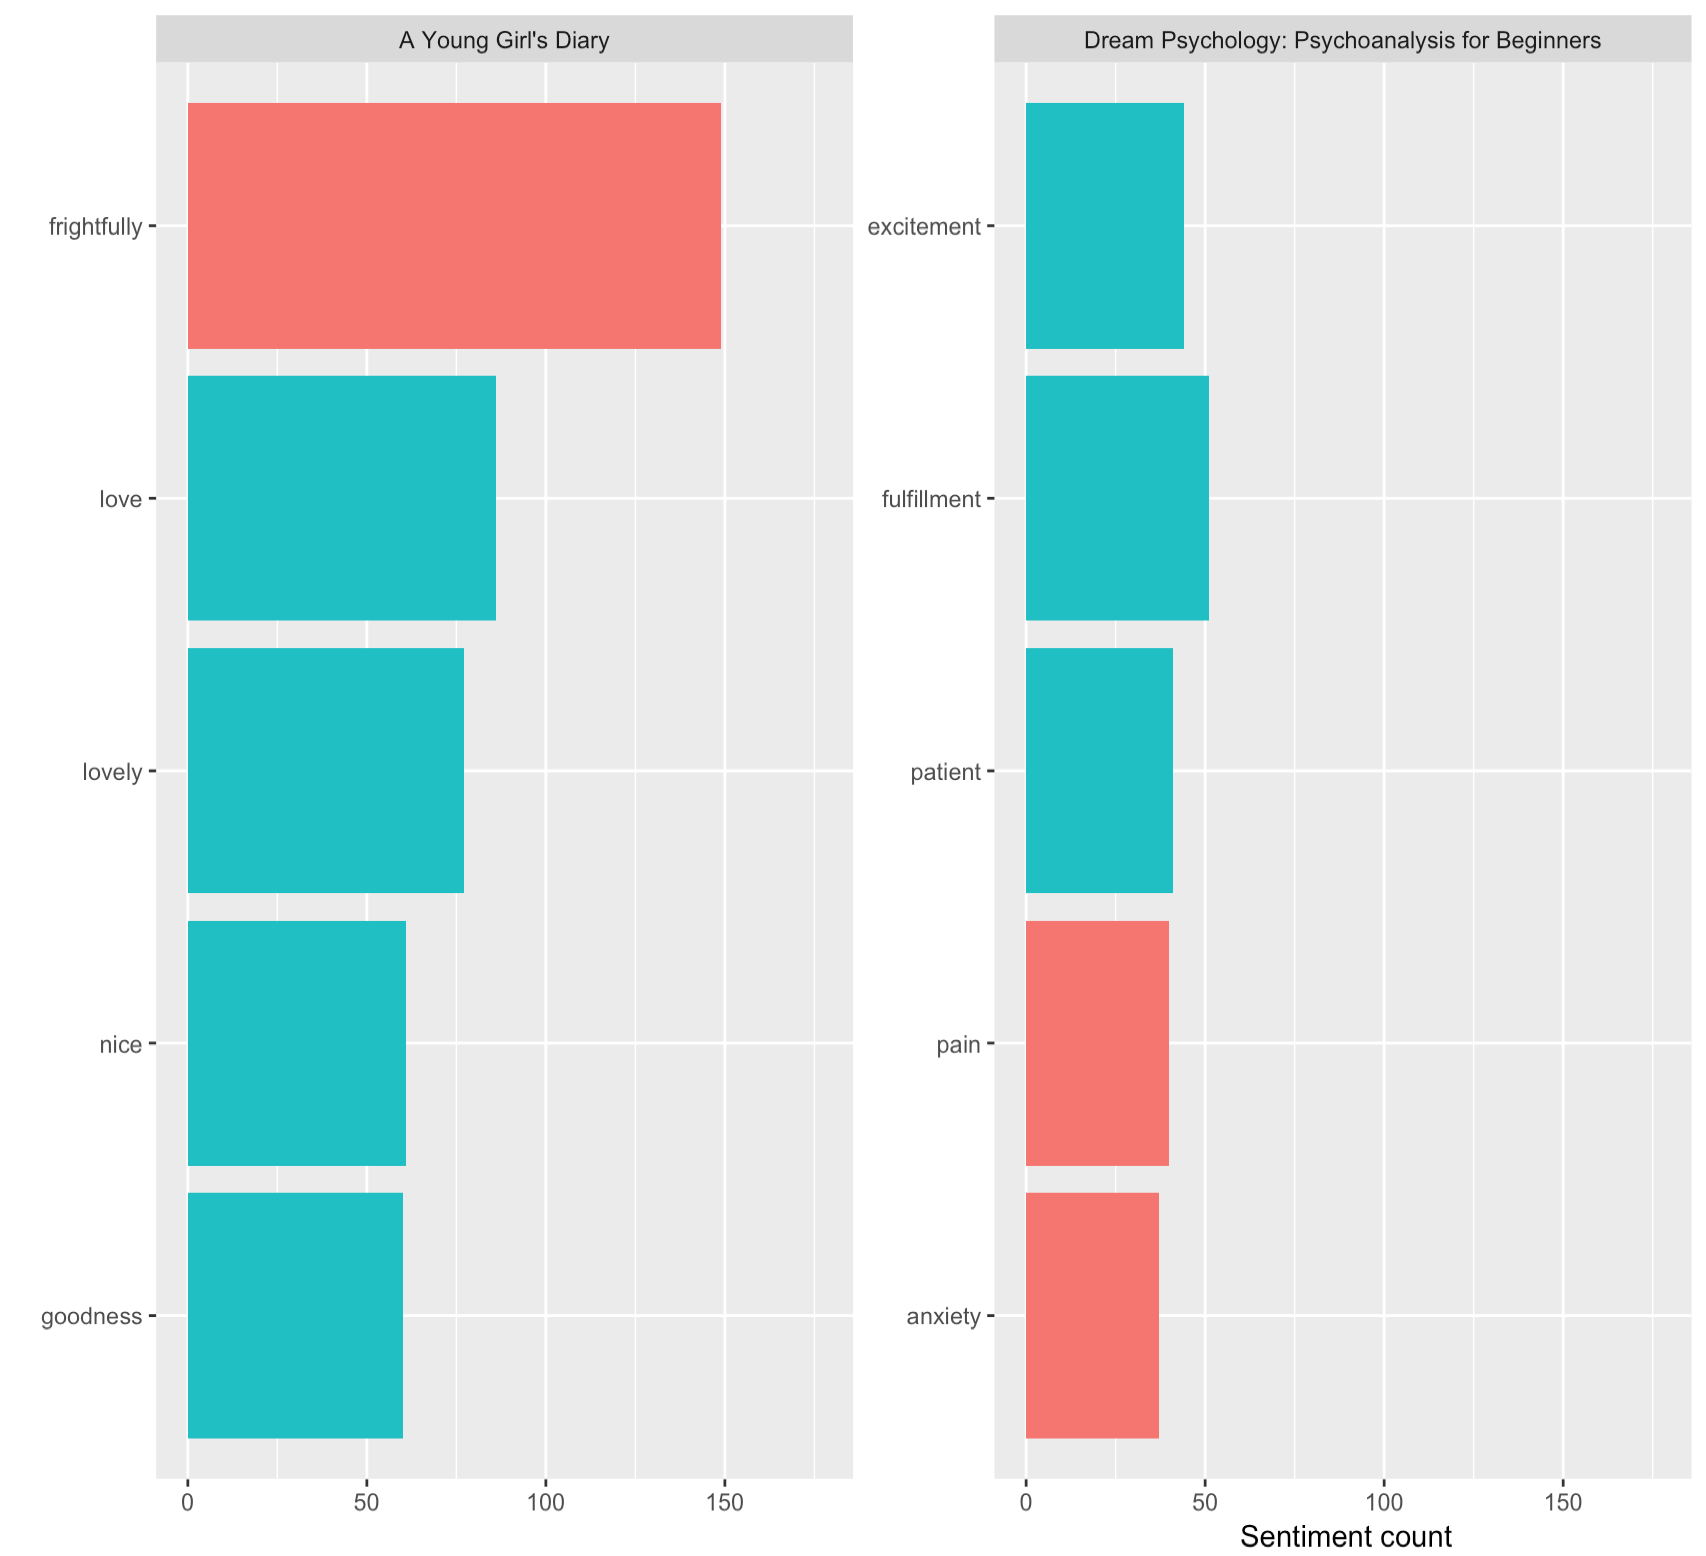 A Young Girl's Diary
frightfully
love
lovely
nice
goodness
0 50 100 150
Dream Psychology: Psychoanalysis for Beginners
excitement
fulfillment
patient
pain
anxiety
0 50 100 150
Sentiment count